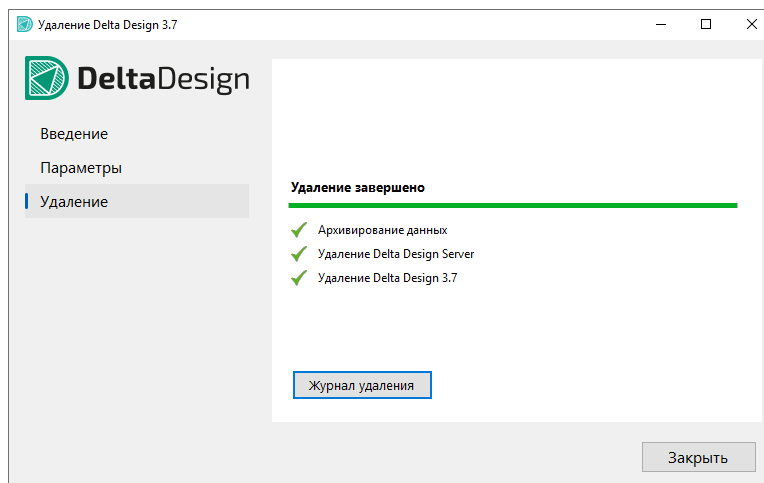 Удаление Delta Design 3.7
DeltaDesign
Введение
Параметры
Удаление
Удаление завершено
Архивирование данных
Удаление Delta Design Server
Удаление Delta Design 3.7
Журнал удаления
Закрыть